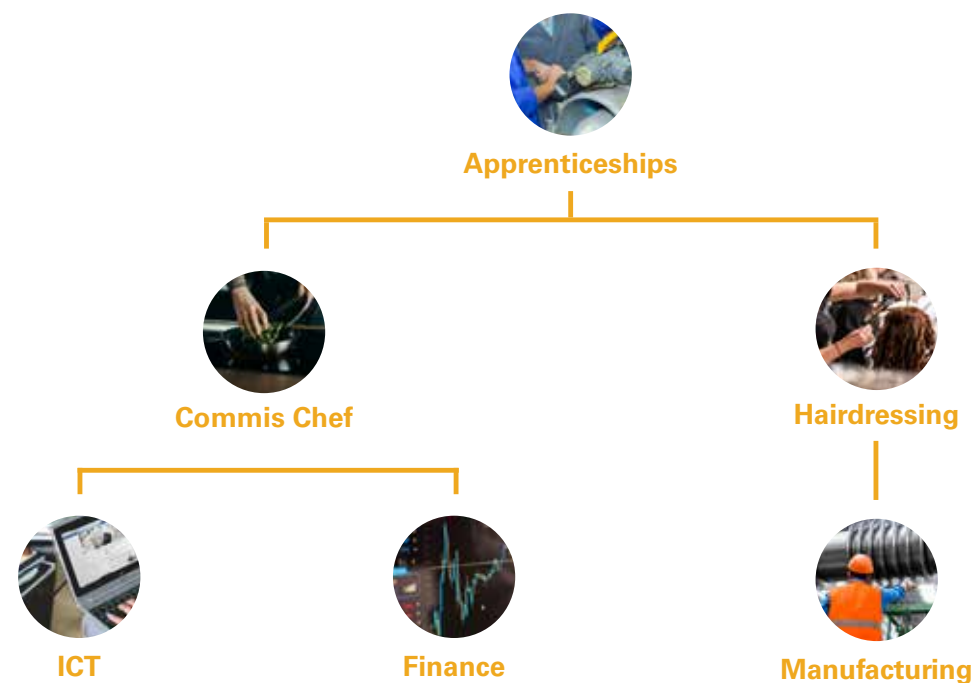 Apprenticeships
Commis Chef
Hairdressing
ICT
Finance
Manufacturing